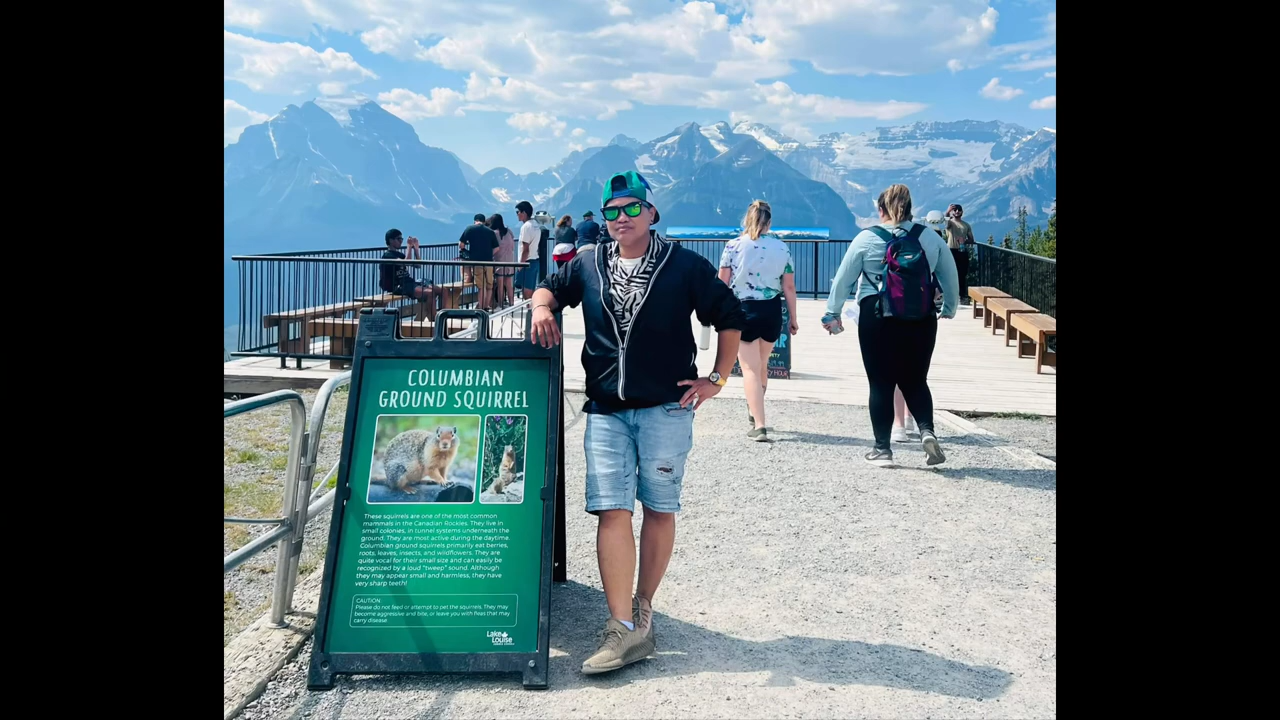 COLUMBIAN
GROUND SQUIRREL
These squirrels are one of the most common
mammals in the Canadian Rockies. They live in
small colonies, in tunnel systems underneath the
ground. They are most active during the daytime.
Columbian ground squirrels primarily eat berries,
roots, leaves, insects, and wildflowers. They are
quite vocal for their small size and can easily be
recognized by a loud "tweep" sound. Although
they may appear small and harmless, they have
very sharp teeth!
CAUTION:
Please do not feed or attempt to pet the squirrels. They may
become aggressive and bite, or leave you with fleas that may
carry disease.
Lake
Louise
HOUR